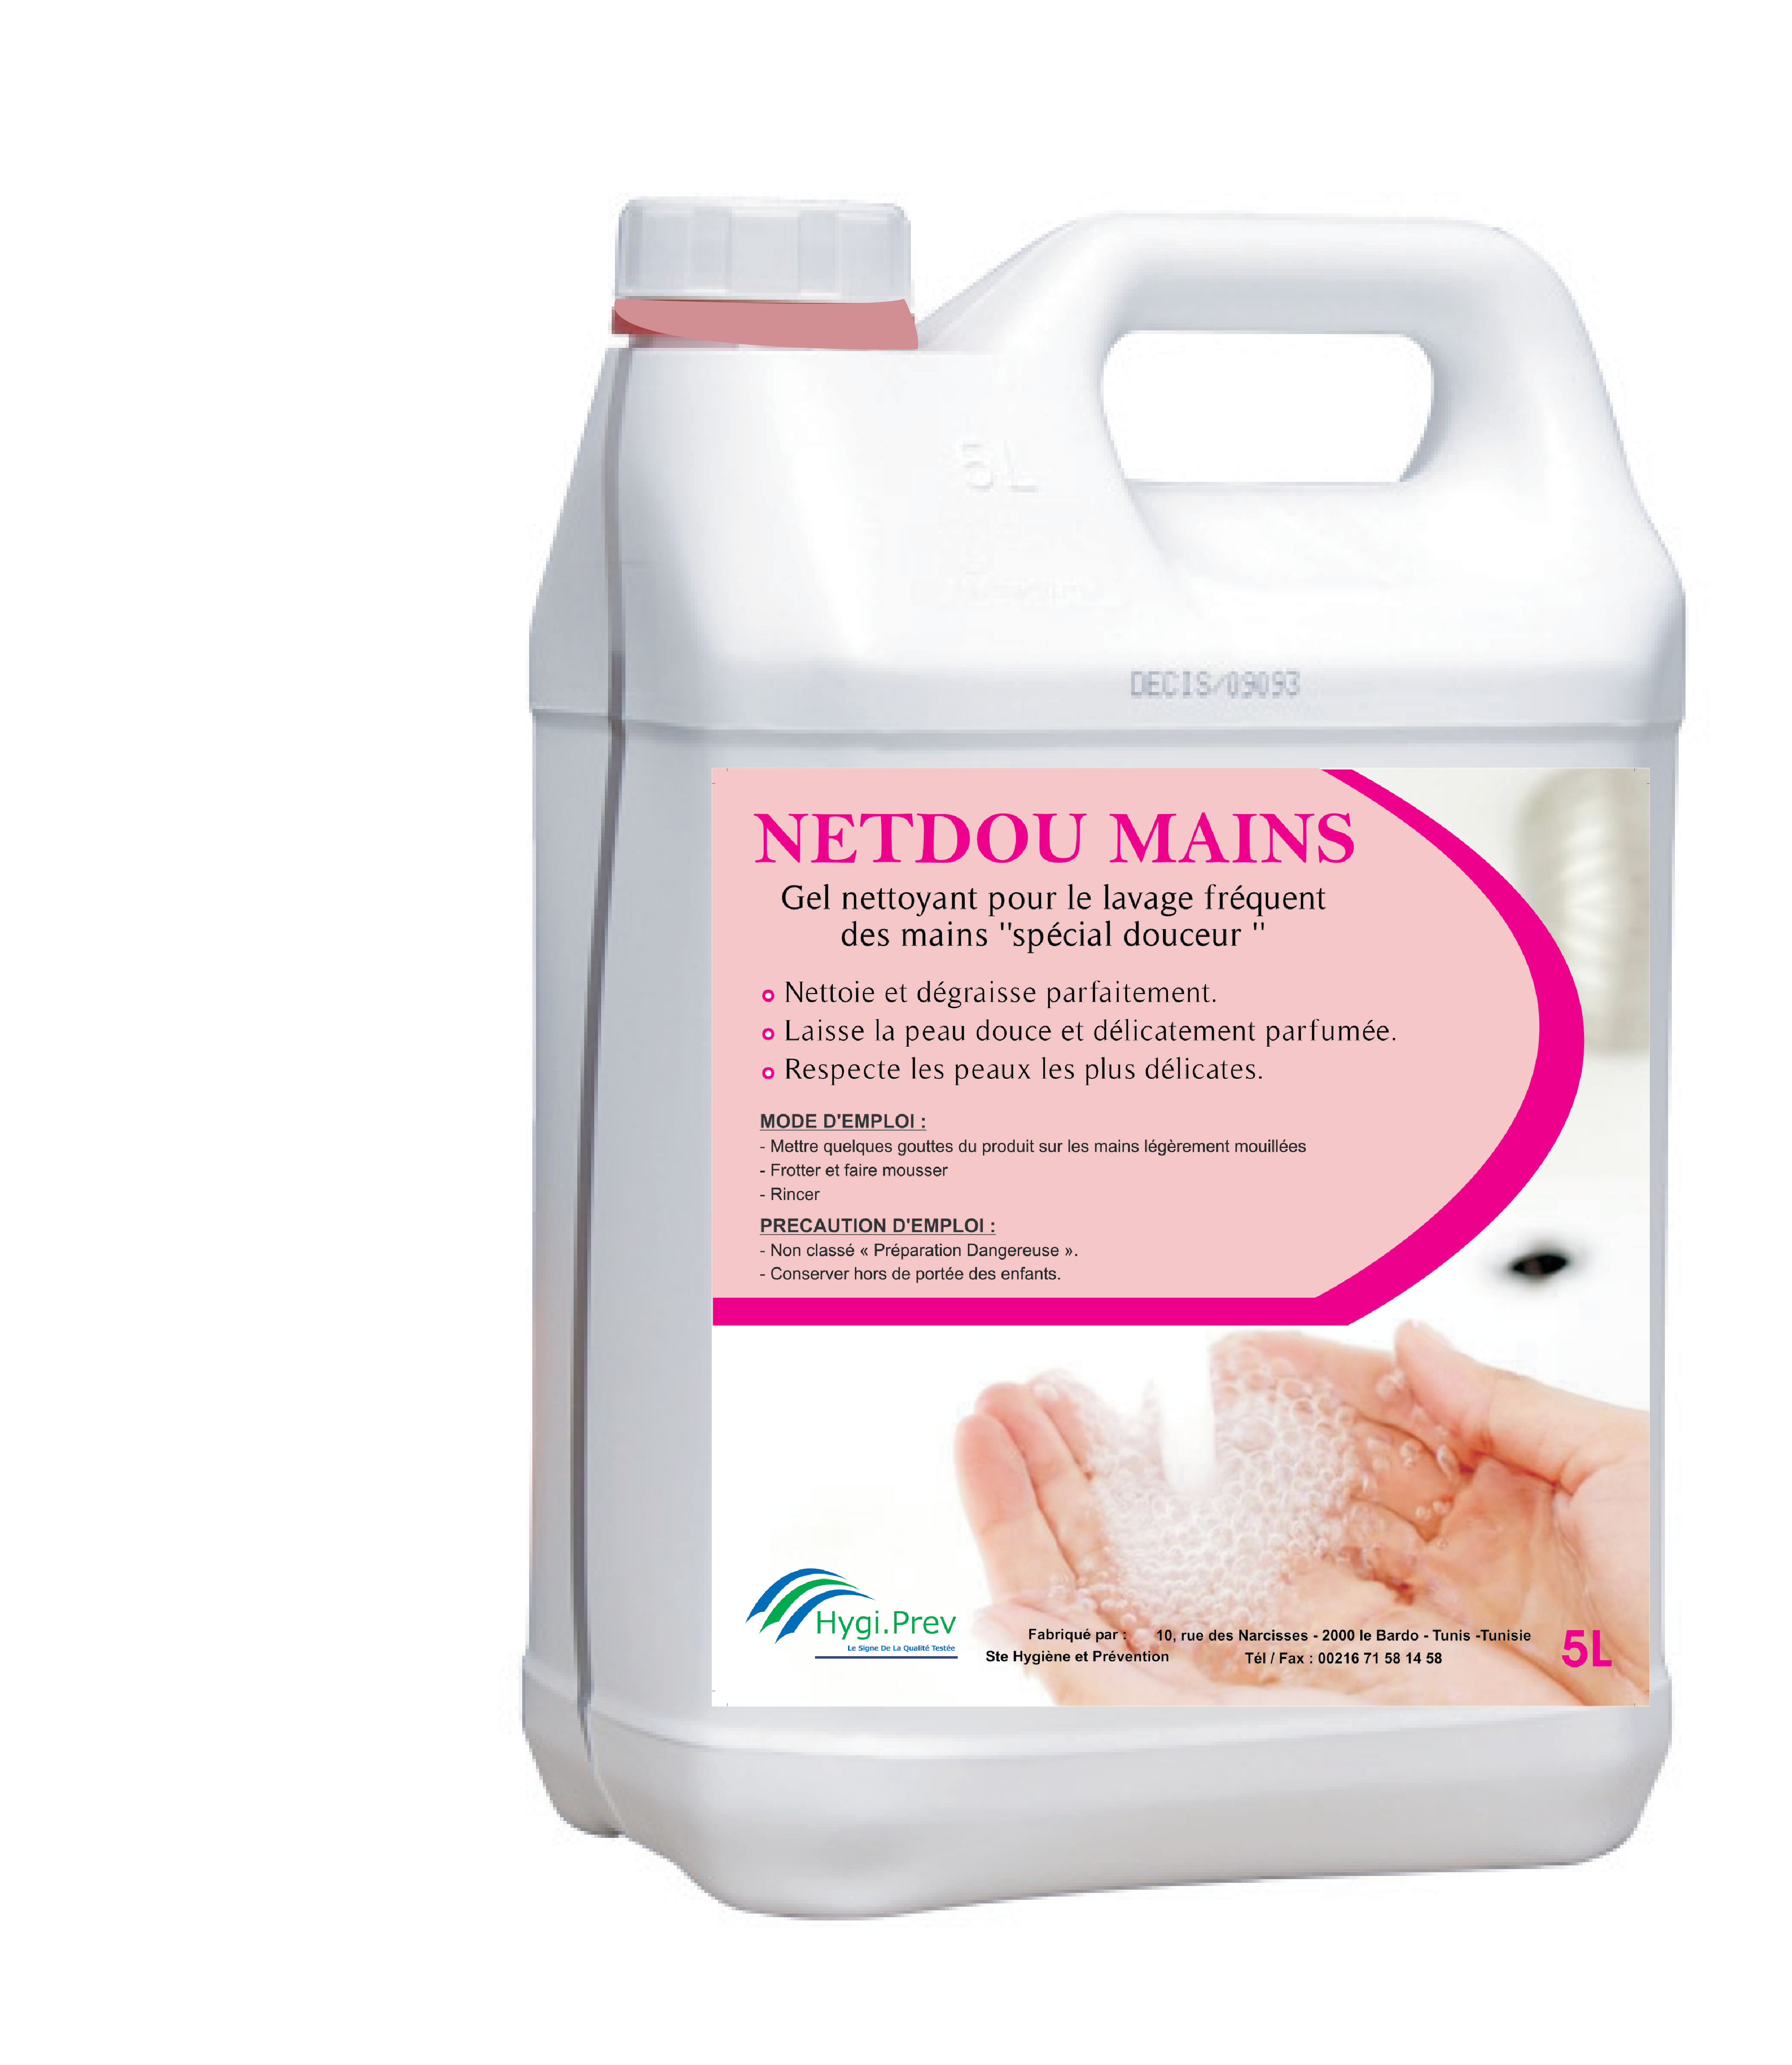 5L
DECIS/09093
NETDOU MAINS
Gel nettoyant pour le lavage fréquent
des mains "spécial douceur "
Nettoie et dégraisse parfaitement.
Laisse la peau douce et délicatement parfumée.
Respecte les peaux les plus délicates.
MODE D'EMPLOI :
- Mettre quelques gouttes du produit sur les mains légèrement mouillées
- Frotter et faire mousser
- Rincer
PRECAUTION D'EMPLOI :
- Non classé « Préparation Dangereuse ».
- Conserver hors de portée des enfants.
Hygi.Prev
Le Signe De La Qualité Testée
Fabriqué par :
Ste Hygiène et Prévention
10, rue des Narcisses - 2000 le Bardo - Tunis -Tunisie
Tél / Fax : 00216 71 58 14 58
5L